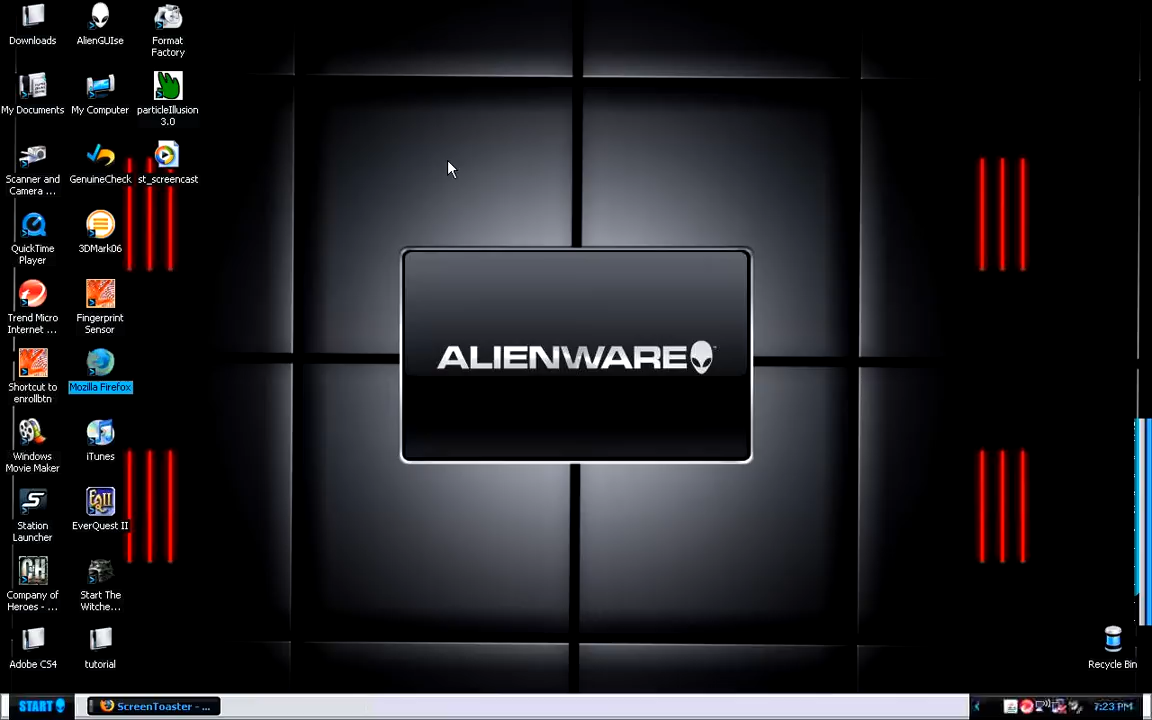 Downloads
AlienGUIse
Format
Factory
My Documents
My Computer
particleIllusion
3.0
Scanner and
Camera ...
GenuineCheck
st_screencast
QuickTime
Player
3DMark06
Trend Micro
Internet ...
Fingerprint
Sensor
Shortcut to
enrollbtn
Mozilla Firefox
Windows
Movie Maker
iTunes
Station
Launcher
EverQuest II
Company of
Heroes - ...
Start The
Witche...
Adobe CS4
tutorial
ALIENWARE™
Recycle Bin
START
ScreenToaster - ...
7:23 PM